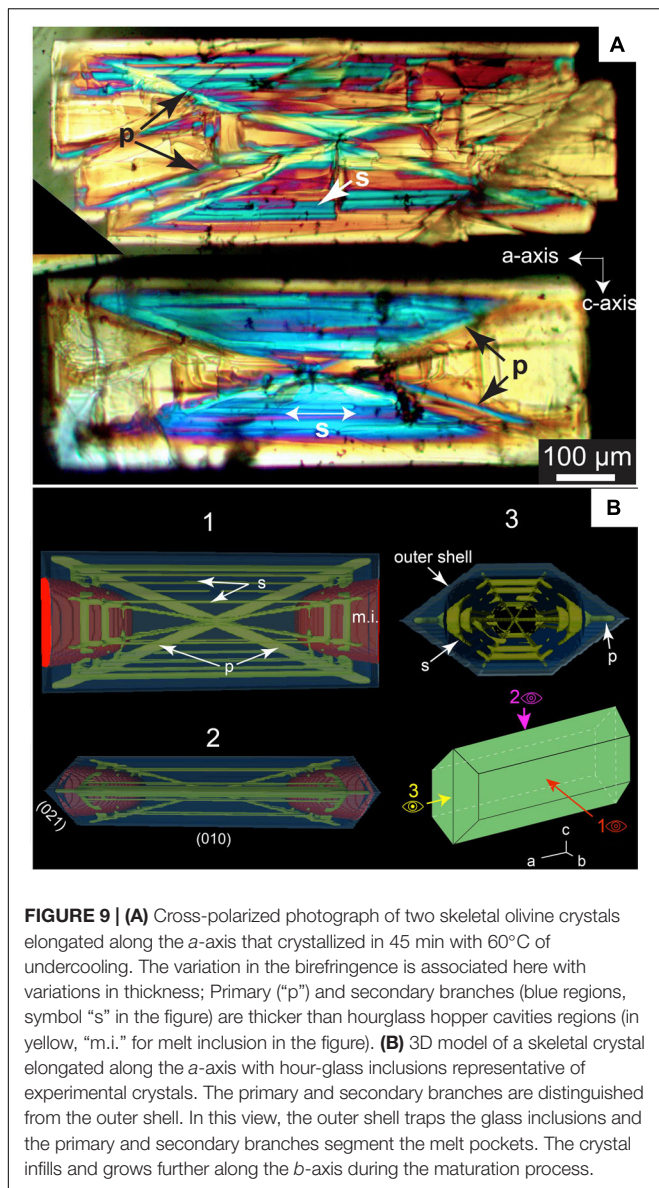 A
p
s
a-axis
c-axis
p
s
100 µm
B
1
3
outer shell
s
m.i.
p
s
p
2
2
(021)
(010)
3
1
c
a
b
FIGURE 9 | (A) Cross-polarized photograph of two skeletal olivine crystals
elongated along the a-axis that crystallized in 45 min with 60°C of
undercooling. The variation in the birefringence is associated here with
variations in thickness; Primary (“p”) and secondary branches (blue regions,
symbol “s” in the figure) are thicker than hourglass hopper cavities regions (in
yellow, “m.i.” for melt inclusion in the figure). (B) 3D model of a skeletal crystal
elongated along the a-axis with hour-glass inclusions representative of
experimental crystals. The primary and secondary branches are distinguished
from the outer shell. In this view, the outer shell traps the glass inclusions and
the primary and secondary branches segment the melt pockets. The crystal
infills and grows further along the b-axis during the maturation process.